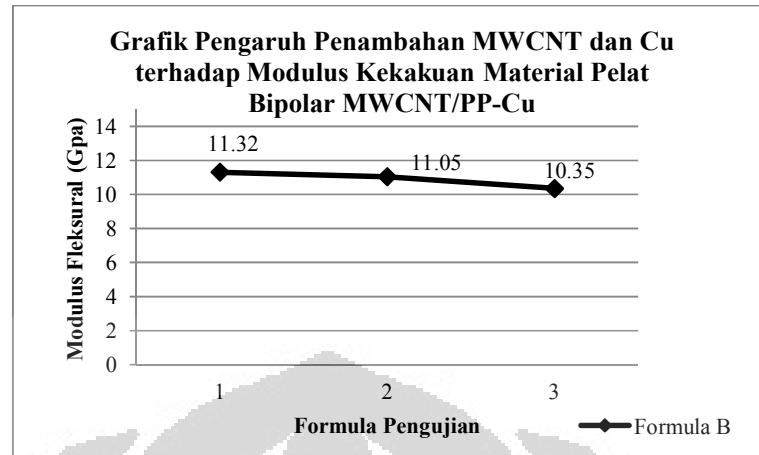 Grafik Pengaruh Penambahan MWCNT dan Cu
terhadap Modulus Kekakuan Material Pelat
Bipolar MWCNT/PP-Cu
Modulus Fleksural (Gpa)
14
12
10
8
6
4
2
0
11.32
11.05
10.35
1
2
3
Formula Pengujian
Formula B